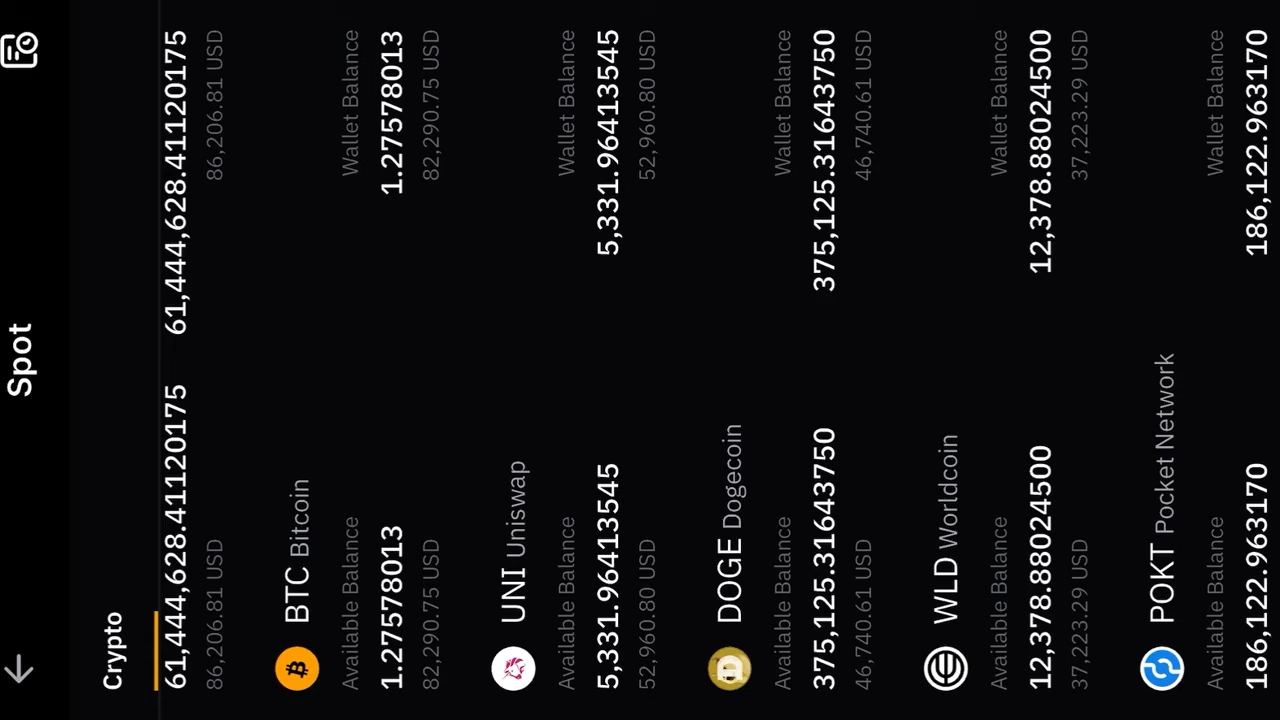 Spot
Crypto
61,444,628.41120175 61,444,628.41120175
86,206.81 USD 86,206.81 USD
BTC Bitcoin
Available Balance Wallet Balance
1.27578013 1.27578013
82,290.75 USD 82,290.75 USD
UNI Uniswap
Available Balance Wallet Balance
5,331.96413545 5,331.96413545
52,960.80 USD 52,960.80 USD
DOGE Dogecoin
Available Balance Wallet Balance
375,125.31643750 375,125.31643750
46,740.61 USD 46,740.61 USD
WLD Worldcoin
Available Balance Wallet Balance
12,378.88024500 12,378.88024500
37,223.29 USD 37,223.29 USD
POKT Pocket Network
Available Balance Wallet Balance
186,122.963170 186,122.963170